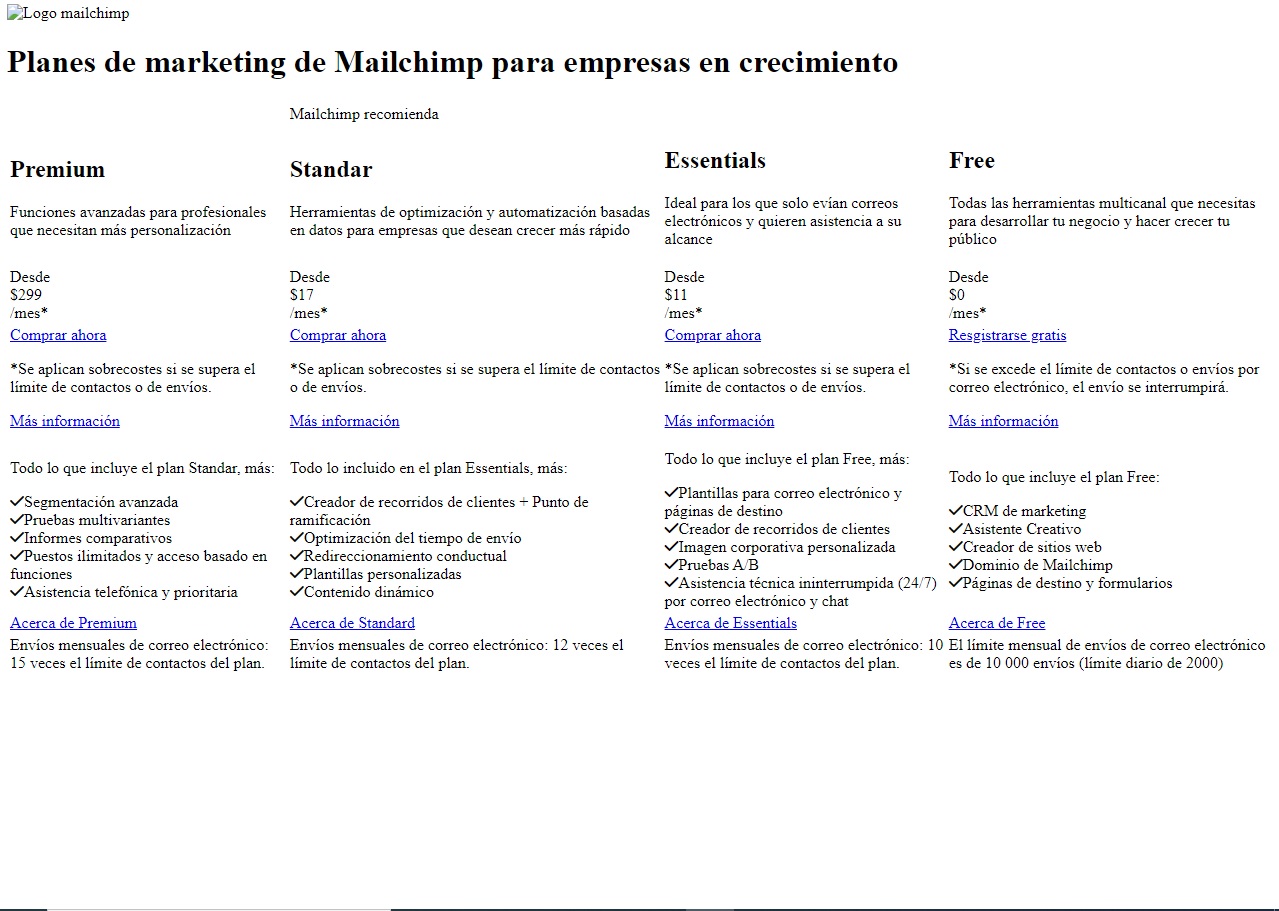 Logo mailchimp
Planes de marketing de Mailchimp para empresas en crecimiento
Mailchimp recomienda
Premium
Funciones avanzadas para profesionales
que necesitan más personalización
Desde
$299
/mes*
Comprar ahora
*Se aplican sobrecostes si se supera el
límite de contactos o de envíos.
Más información
Todo lo que incluye el plan Standar, más:
✓Segmentación avanzada
✓Pruebas multivariantes
✓Informes comparativos
✓Puestos ilimitados y acceso basado en
funciones
✓Asistencia telefónica y prioritaria
Acerca de Premium
Envíos mensuales de correo electrónico:
15 veces el límite de contactos del plan.
Standar
Herramientas de optimización y automatización basadas
en datos para empresas que desean crecer más rápido
Desde
$17
/mes*
Comprar ahora
*Se aplican sobrecostes si se supera el límite de contactos
o de envíos.
Más información
Todo lo incluido en el plan Essentials, más:
✓Creador de recorridos de clientes + Punto de
ramificación
✓Optimización del tiempo de envío
✓Redireccionamiento conductual
✓Plantillas personalizadas
✓Contenido dinámico
Acerca de Standard
Envíos mensuales de correo electrónico: 12 veces el
límite de contactos del plan.
Essentials
Ideal para los que solo evían correos
electrónicos y quieren asistencia a su
alcance
Desde
$11
/mes*
Comprar ahora
*Se aplican sobrecostes si se supera el
límite de contactos o de envíos.
Más información
Todo lo que incluye el plan Free, más:
✓Plantillas para correo electrónico y
páginas de destino
✓Creador de recorridos de clientes
✓Imagen corporativa personalizada
✓Pruebas A/B
✓Asistencia técnica ininterrumpida (24/7)
por correo electrónico y chat
Acerca de Essentials
Envíos mensuales de correo electrónico: 10
veces el límite de contactos del plan.
Free
Todas las herramientas multicanal que necesitas
para desarrollar tu negocio y hacer crecer tu
público
Desde
$0
/mes*
Resgistrarse gratis
*Si se excede el límite de contactos o envíos por
correo electrónico, el envío se interrumpirá.
Más información
Todo lo que incluye el plan Free:
✓CRM de marketing
✓Asistente Creativo
✓Creador de sitios web
✓Dominio de Mailchimp
✓Páginas de destino y formularios
Acerca de Free
El límite mensual de envíos de correo electrónico
es de 10 000 envíos (límite diario de 2000)